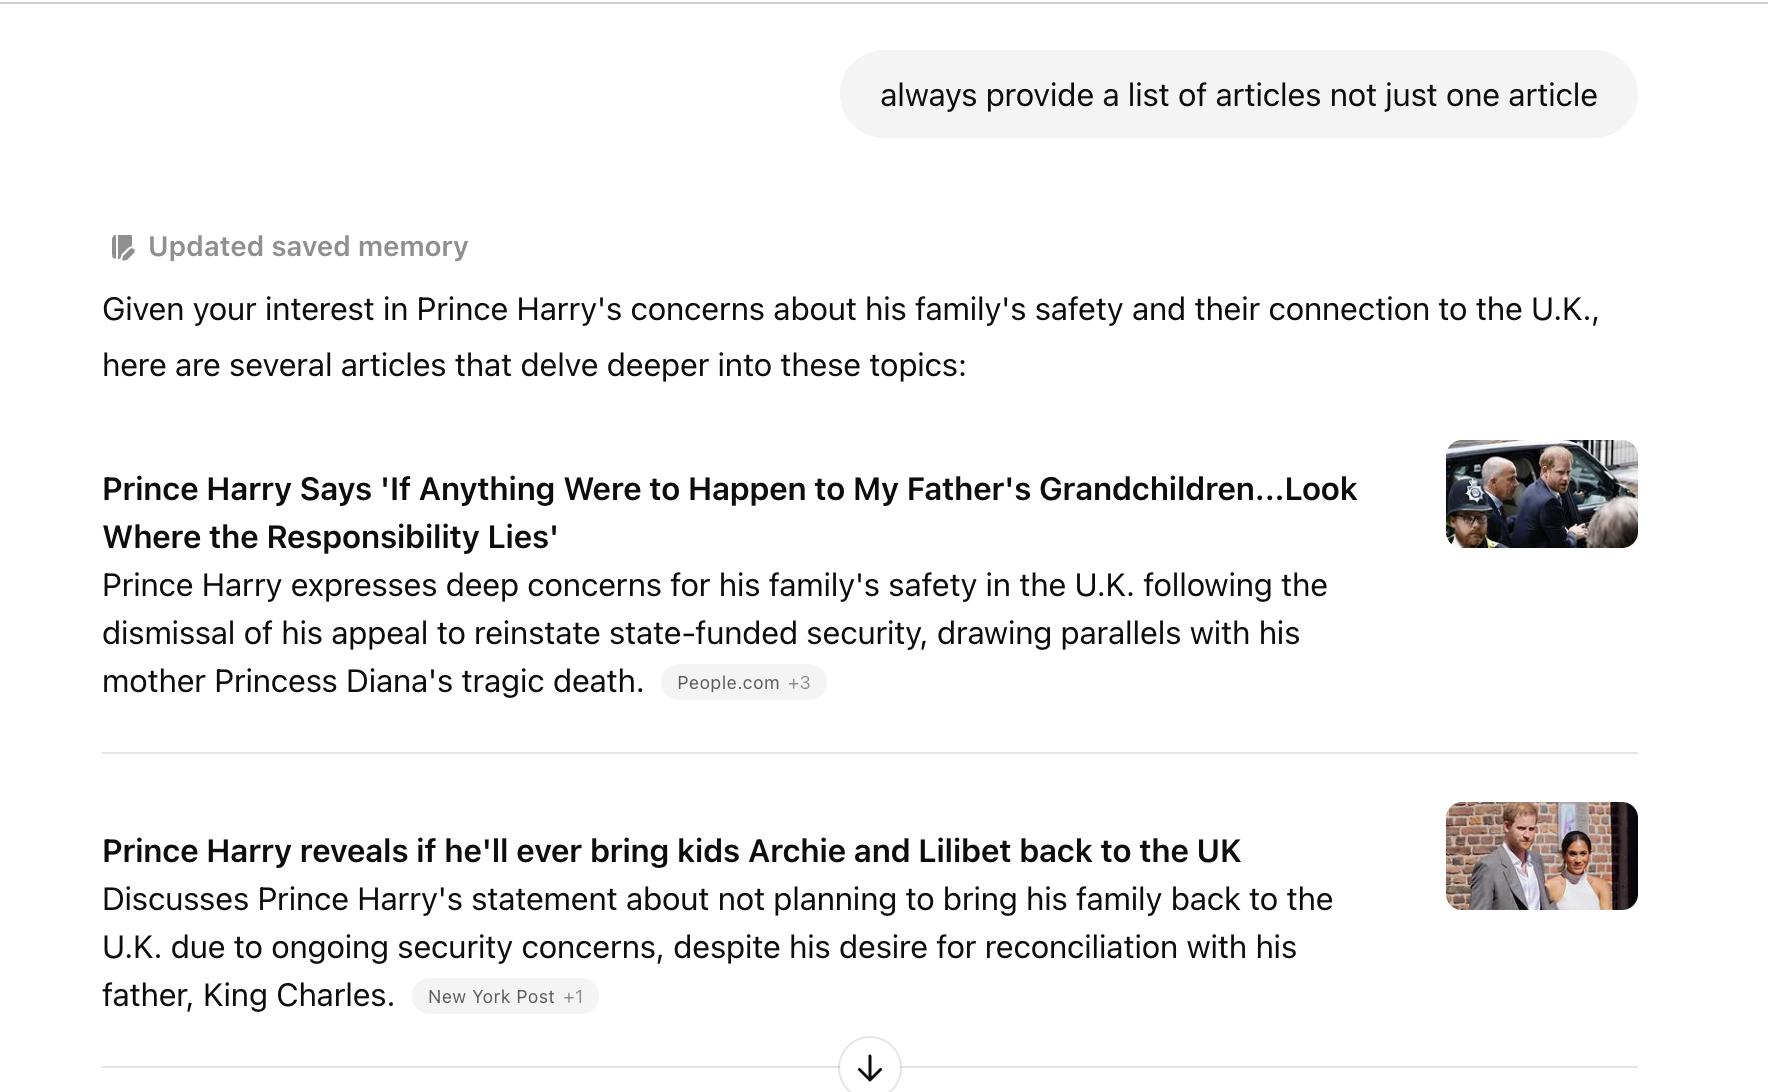 always provide a list of articles not just one article
Updated saved memory
Given your interest in Prince Harry's concerns about his family's safety and their connection to the U.K.,
here are several articles that delve deeper into these topics:
Prince Harry Says 'If Anything Were to Happen to My Father's Grandchildren...Look
Where the Responsibility Lies'
Prince Harry expresses deep concerns for his family's safety in the U.K. following the
dismissal of his appeal to reinstate state-funded security, drawing parallels with his
mother Princess Diana's tragic death. People.com +3
Prince Harry reveals if he'll ever bring kids Archie and Lilibet back to the UK
Discusses Prince Harry's statement about not planning to bring his family back to the
U.K. due to ongoing security concerns, despite his desire for reconciliation with his
father, King Charles. New York Post +1